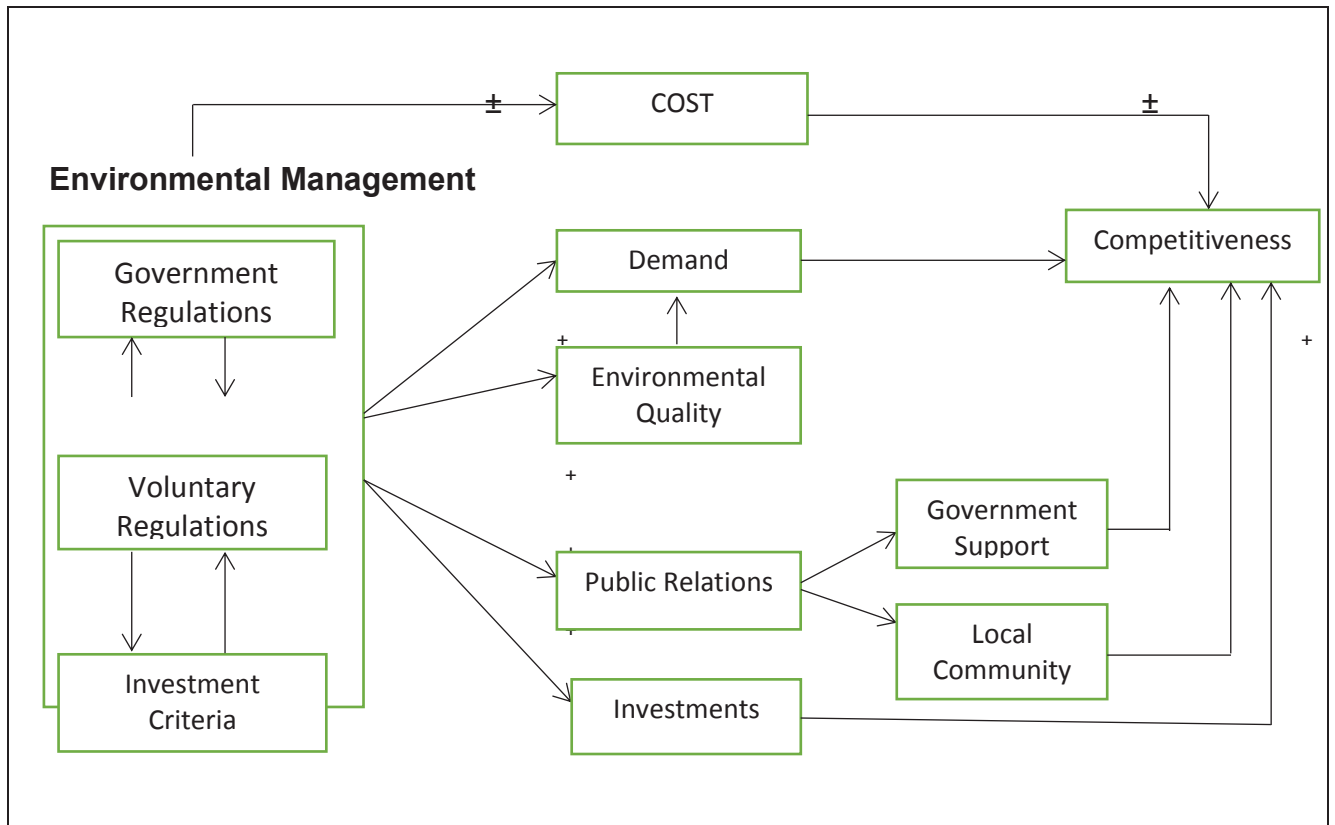 ± COST ±
Environmental Management
Government
Regulations
Demand
Competitiveness
+
+
Environmental
Quality
Voluntary
Regulations
+
Government
Support
+
Public Relations
+
Local
Community
Investment
Criteria
Investments